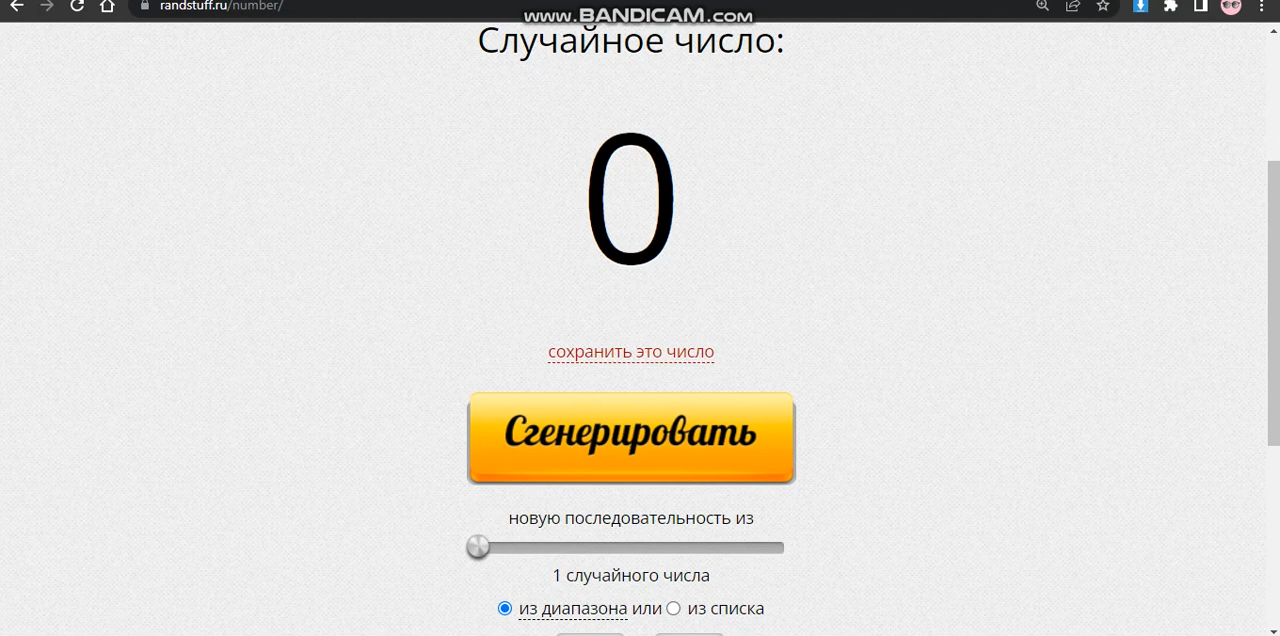 randstuff.ru/number/
www.BANDICAM.com
Случайное число:
0
сохранить это число
Сгенерировать
новую последовательность из
1 случайного числа
из диапазона или из списка